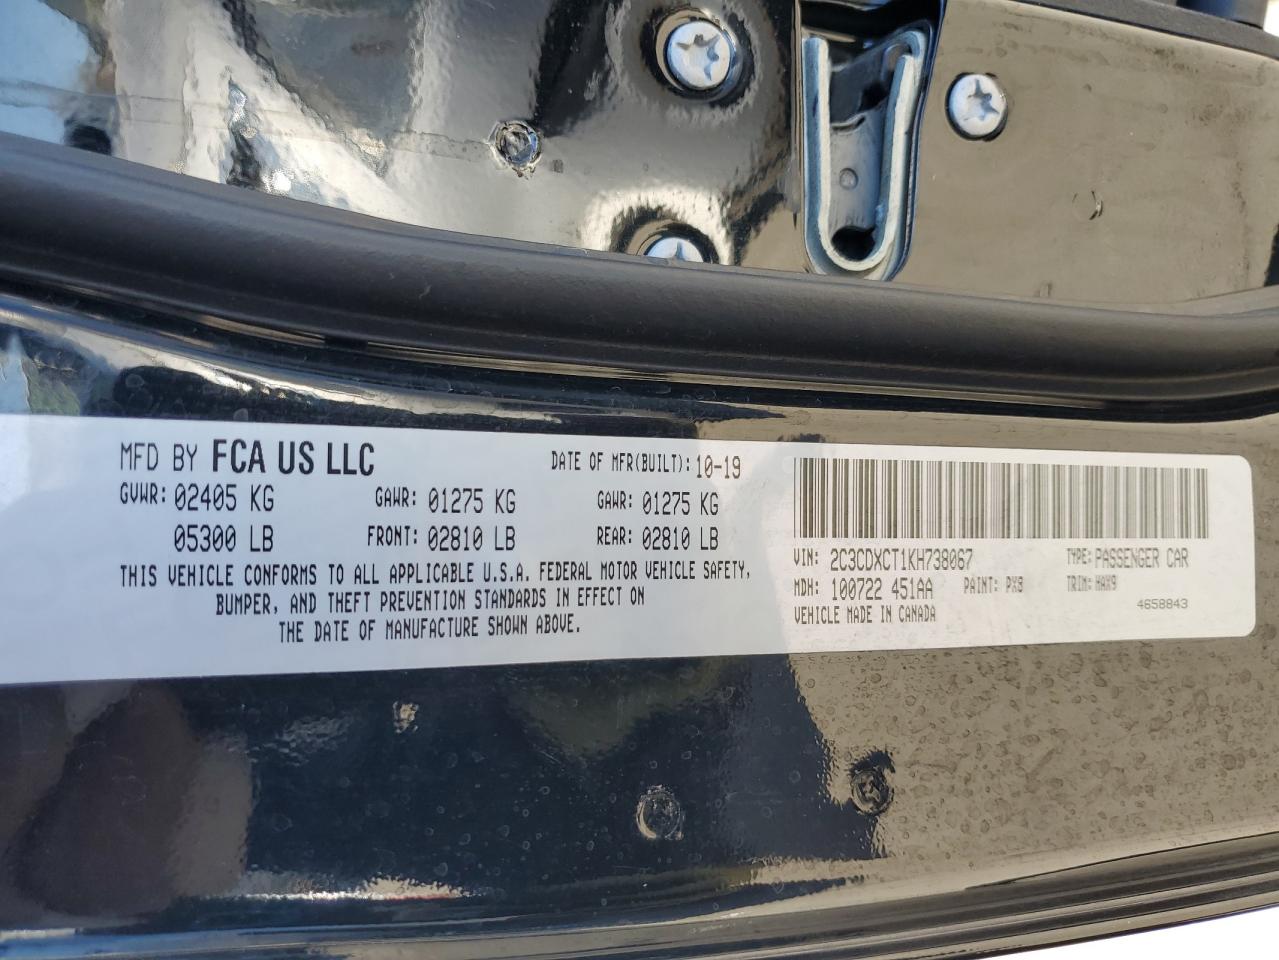 MFD BY FCA US LLC DATE OF MFR(BUILT): 10-19
GVWR: 02405 KG GAWR: 01275 KG GAWR: 01275 KG
05300 LB FRONT: 02810 LB REAR: 02810 LB
THIS VEHICLE CONFORMS TO ALL APPLICABLE U.S.A. FEDERAL MOTOR VEHICLE SAFETY,
BUMPER, AND THEFT PREVENTION STANDARDS IN EFFECT ON
THE DATE OF MANUFACTURE SHOWN ABOVE.
VIN: 2C3CDXCT1KH738067 TYPE: PASSENGER CAR
MDH: 100722 451AA PAINT: PX8 TRIM: HAX9
VEHICLE MADE IN CANADA 4658843